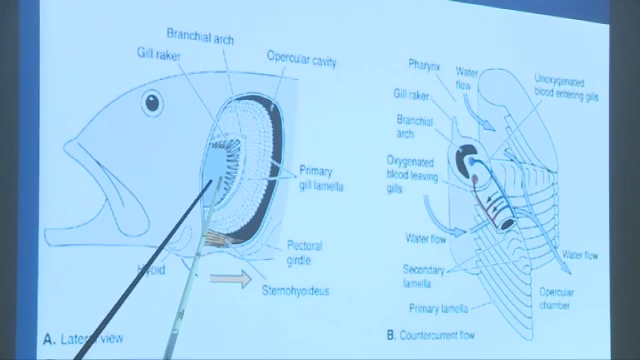 Branchial arch
Gill raker
Opercular cavity
Primary
gill lamella
Pectoral
girdle
Hyoid
Sternohyoideus
A. Lateral view
Pharynx
Water
flow
Unoxygenated
blood entering gills
Gill raker
Branchial
arch
Oxygenated
blood leaving
gills
Water flow
Water flow
Secondary
lamella
Opercular
chamber
Primary lamella
B. Countercurrent flow